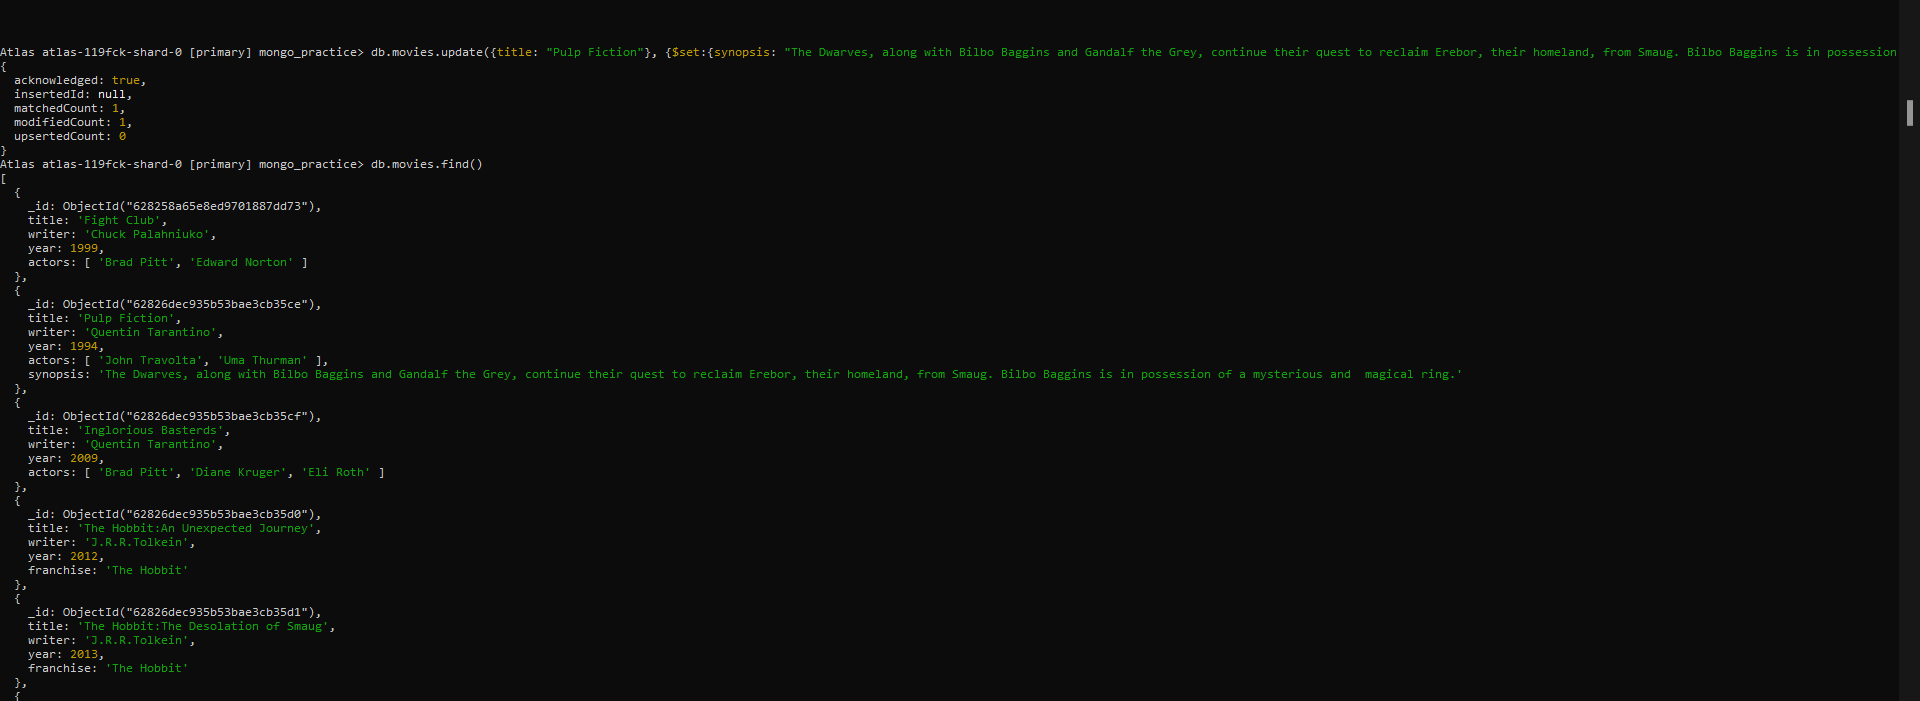 Atlas atlas-119fck-shard-0 [primary] mongo_practice> db.movies.update({title: "Pulp Fiction"}, {$set:{synopsis: "The Dwarves, along with Bilbo Baggins and Gandalf the Grey, continue their quest to reclaim Erebor, their homeland, from Smaug. Bilbo Baggins is in possession
{
  acknowledged: true,
  insertedId: null,
  matchedCount: 1,
  modifiedCount: 1,
  upsertedCount: 0
}
Atlas atlas-119fck-shard-0 [primary] mongo_practice> db.movies.find()
[
  {
    _id: ObjectId("628258a65e8ed9701887dd73"),
    title: 'Fight Club',
    writer: 'Chuck Palahniuko',
    year: 1999,
    actors: [ 'Brad Pitt', 'Edward Norton' ]
  },
  {
    _id: ObjectId("62826dec935b53bae3cb35ce"),
    title: 'Pulp Fiction',
    writer: 'Quentin Tarantino',
    year: 1994,
    actors: [ 'John Travolta', 'Uma Thurman' ],
    synopsis: 'The Dwarves, along with Bilbo Baggins and Gandalf the Grey, continue their quest to reclaim Erebor, their homeland, from Smaug. Bilbo Baggins is in possession of a mysterious and  magical ring.'
  },
  {
    _id: ObjectId("62826dec935b53bae3cb35cf"),
    title: 'Inglorious Basterds',
    writer: 'Quentin Tarantino',
    year: 2009,
    actors: [ 'Brad Pitt', 'Diane Kruger', 'Eli Roth' ]
  },
  {
    _id: ObjectId("62826dec935b53bae3cb35d0"),
    title: 'The Hobbit:An Unexpected Journey',
    writer: 'J.R.R.Tolkein',
    year: 2012,
    franchise: 'The Hobbit'
  },
  {
    _id: ObjectId("62826dec935b53bae3cb35d1"),
    title: 'The Hobbit:The Desolation of Smaug',
    writer: 'J.R.R.Tolkein',
    year: 2013,
    franchise: 'The Hobbit'
  },
  {